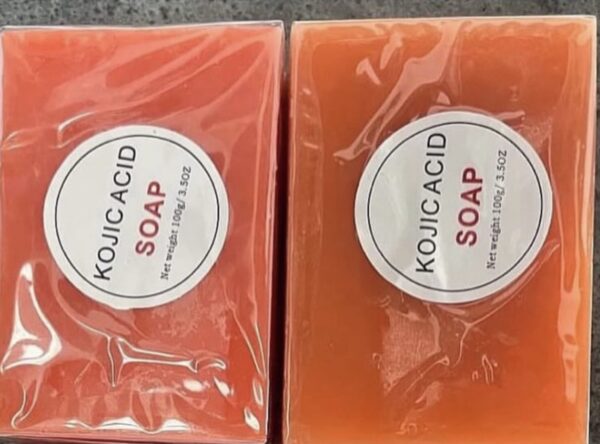 KOJIC ACID
SOAP
Net weight 100g/ 3.5OZ
KOJIC ACID
SOAP
Net weight 100g/ 3.5OZ